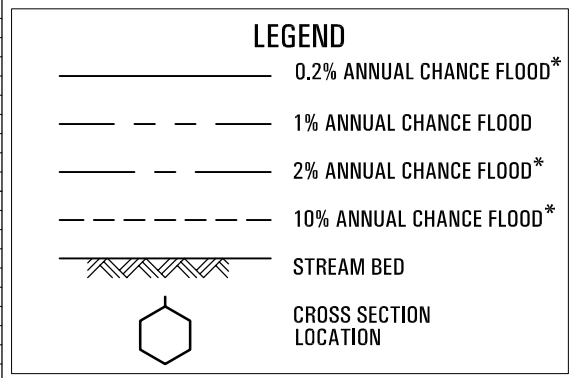 LEGEND
0.2% ANNUAL CHANCE FLOOD*
1% ANNUAL CHANCE FLOOD
2% ANNUAL CHANCE FLOOD*
10% ANNUAL CHANCE FLOOD*
STREAM BED
CROSS SECTION
LOCATION